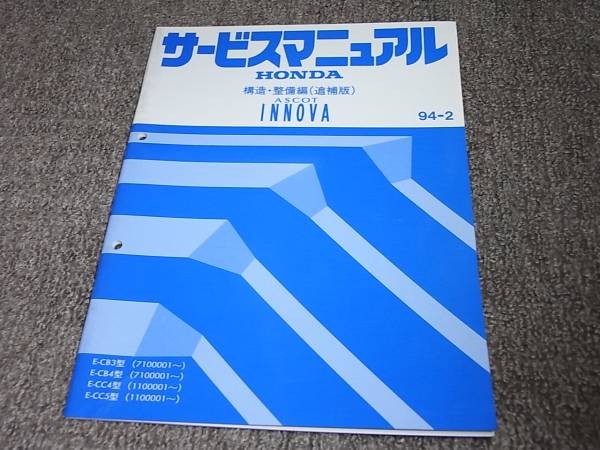 サービスマニュアル
HONDA
構造・整備編(追補版)
ASCOT
INNOVA
94-2
E-CB3型 (7100001～)
E-CB4型 (7100001～)
E-CC4型 (1100001～)
E-CC5型 (1100001～)